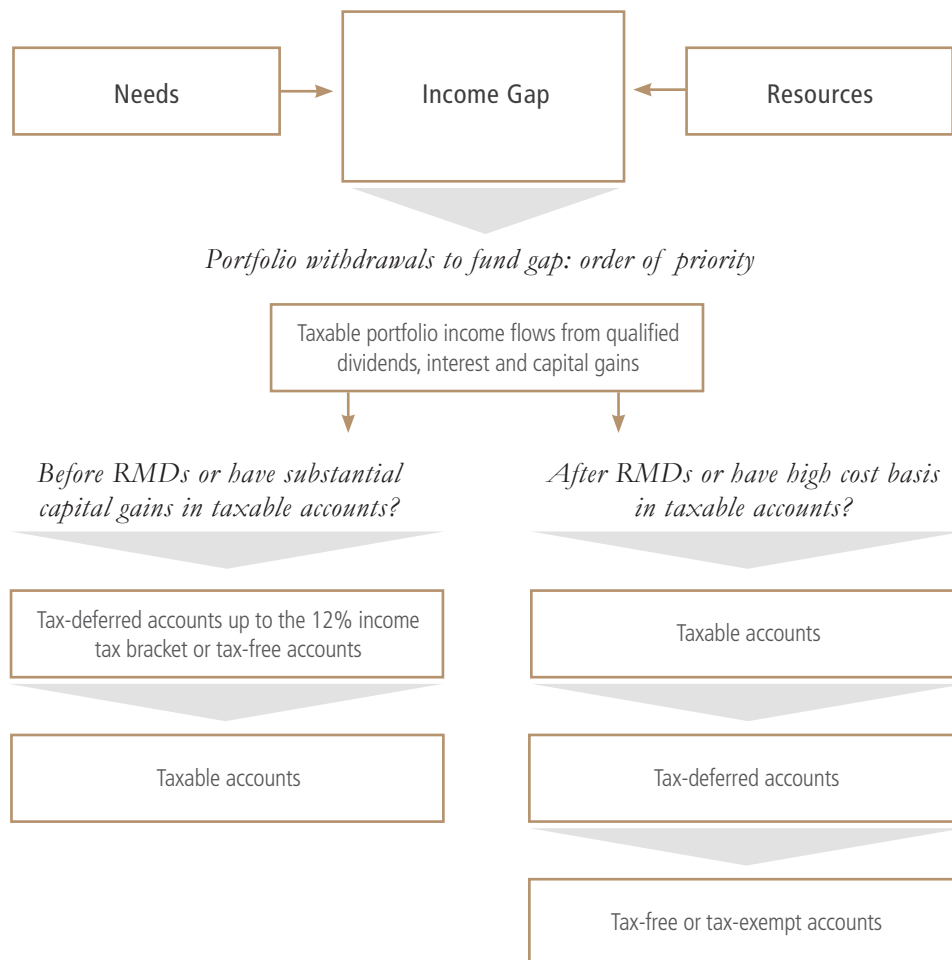 Needs
Income Gap
Resources
Portfolio withdrawals to fund gap: order of priority
Taxable portfolio income flows from qualified
dividends, interest and capital gains
Before RMDs or have substantial
capital gains in taxable accounts?
Tax-deferred accounts up to the 12% income
tax bracket or tax-free accounts
Taxable accounts
After RMDs or have high cost basis
in taxable accounts?
Taxable accounts
Tax-deferred accounts
Tax-free or tax-exempt accounts